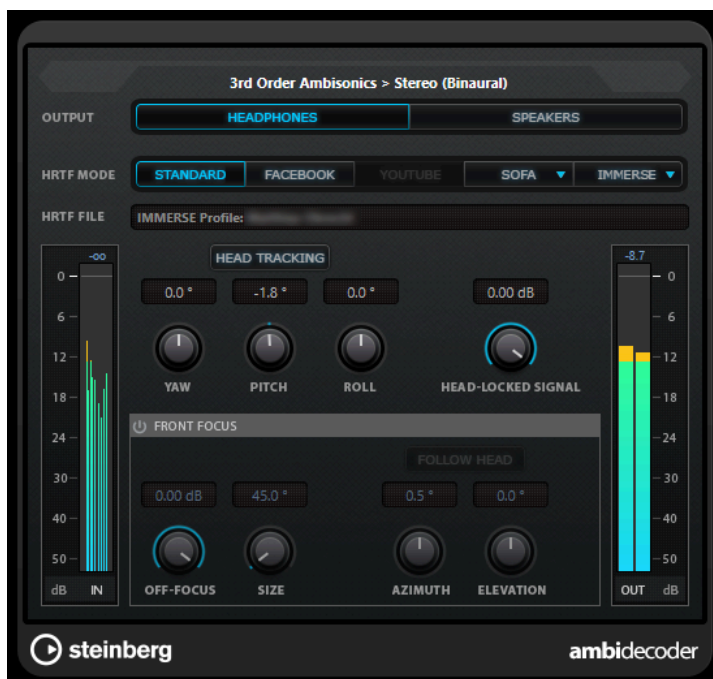 3rd Order Ambisonics > Stereo (Binaural)
OUTPUT HEADPHONES SPEAKERS
HRTF MODE STANDARD FACEBOOK YOUTUBE SOFA IMMERSE
HRTF FILE IMMERSE Profile:
-∞ HEAD TRACKING -8.7
0 0.0 ° -1.8 ° 0.0 ° 0.00 dB 0
6 6
12 12
YAW PITCH ROLL HEAD-LOCKED SIGNAL
18 18
FRONT FOCUS
24 24
FOLLOW HEAD
30 0.00 dB 45.0 ° 0.5 ° 0.0 ° 30
40 40
50 50
dB IN OFF-FOCUS SIZE AZIMUTH ELEVATION OUT dB
steinberg ambidecoder